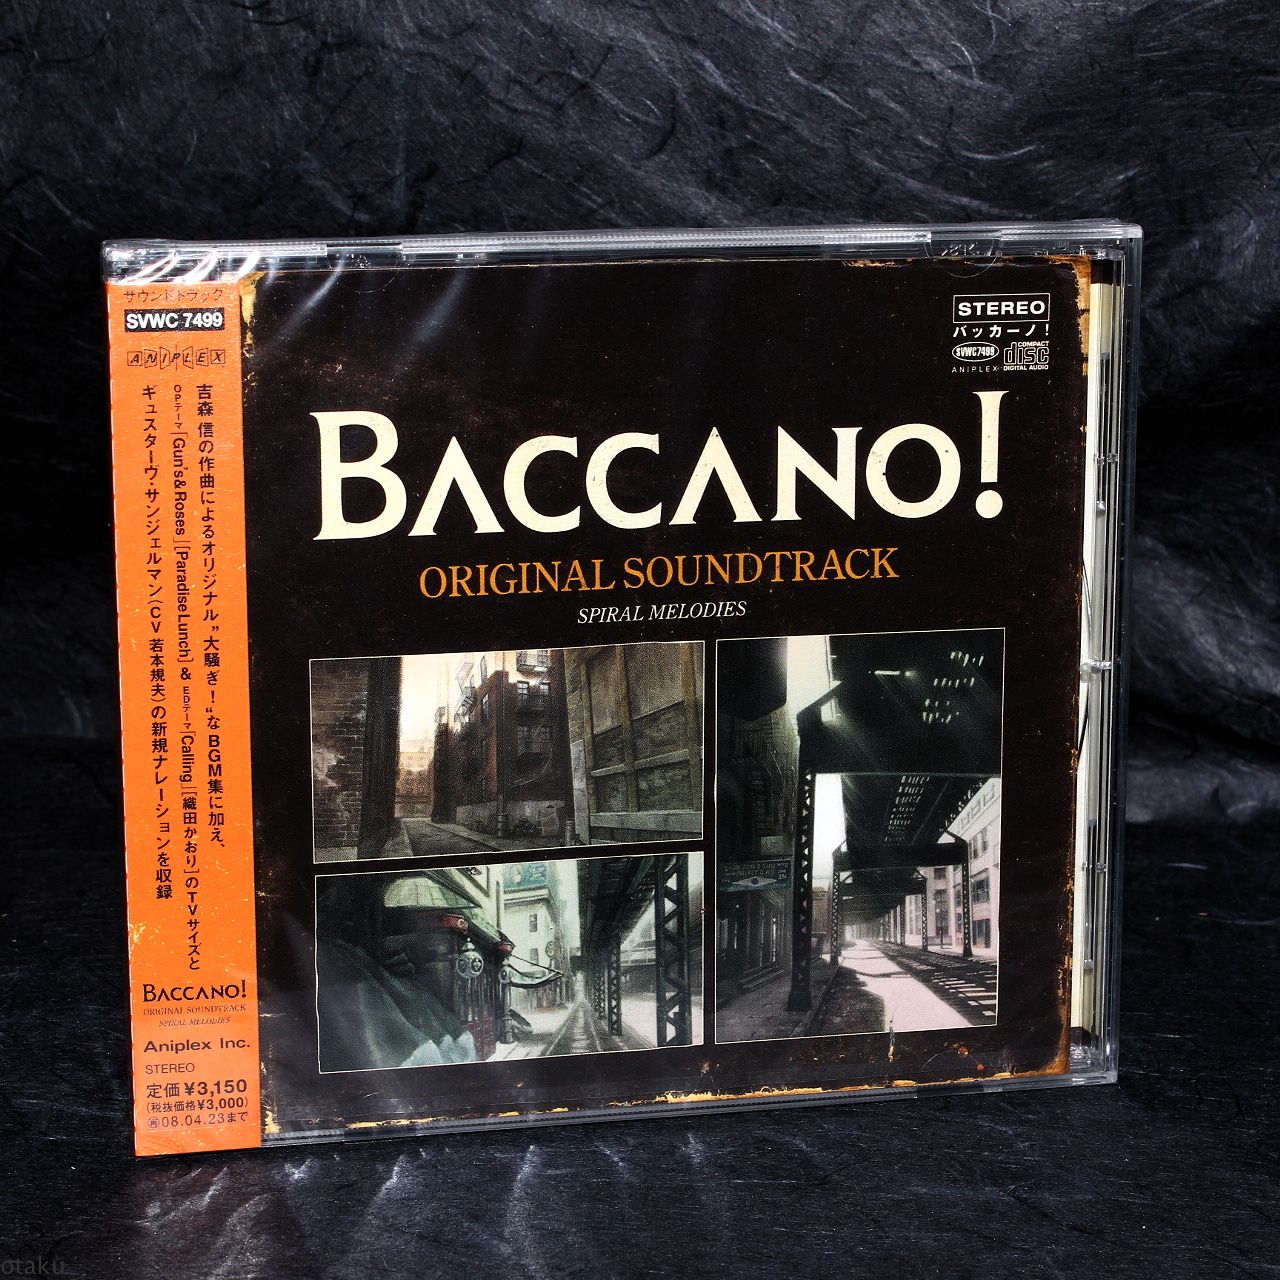 サウンドトラック
SVWC 7499
ANIPLEX
吉森 信の作曲によるオリジナル”大騒ぎ！“な BGM集に加え、
OPテーマ「Gun's&Roses」[Paradise Lunch] & EDテーマ「Calling」[織田かおり]のTVサイズと
ギュスターヴ・サンジェルマン(CV 若本規夫)の新規ナレーションを収録
BACCANO!
ORIGINAL SOUNDTRACK
SPIRAL MELODIES
Aniplex Inc.
STEREO
定価 ¥3,150
(税抜価格¥3,000)
再08.04.23まで
STEREO
バッカーノ！
SVWC7499
COMPACT
disc
DIGITAL AUDIO
ANIPLEX
BACCANO!
ORIGINAL SOUNDTRACK
SPIRAL MELODIES
otaku